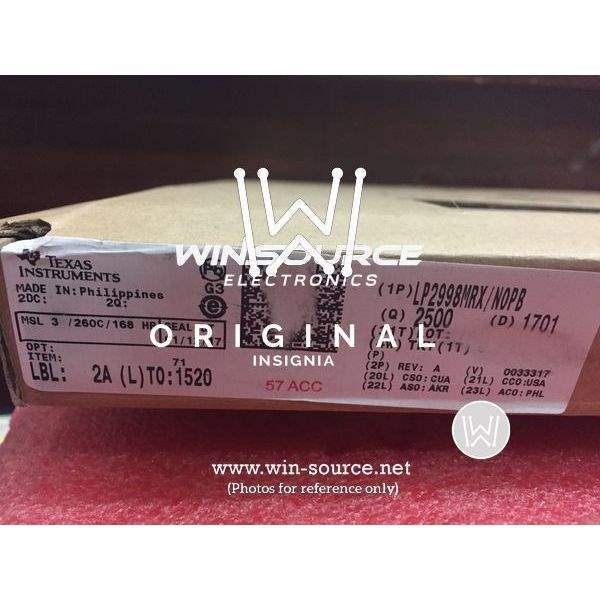 WINSOURCE
ELECTRONICS
ORIGINAL
INSIGNIA
TEXAS
INSTRUMENTS
MADE IN: Philippines
2DC: 2Q:
MSL 3 /260C/168 HR SEAL
OPT:
ITEM: 71
LBL: 2A (L)TO:1520
G3
e
57 ACC
(1P) LP2998MRX/NOPB
(Q) 2500 (D) 1701
(P)
(2P) REV: A (V) 0033317
(20L) CSO:CUA (21L) CCO:USA
(22L) ASO:AKR (23L) ACO:PHL
W
www.win-source.net
(Photos for reference only)